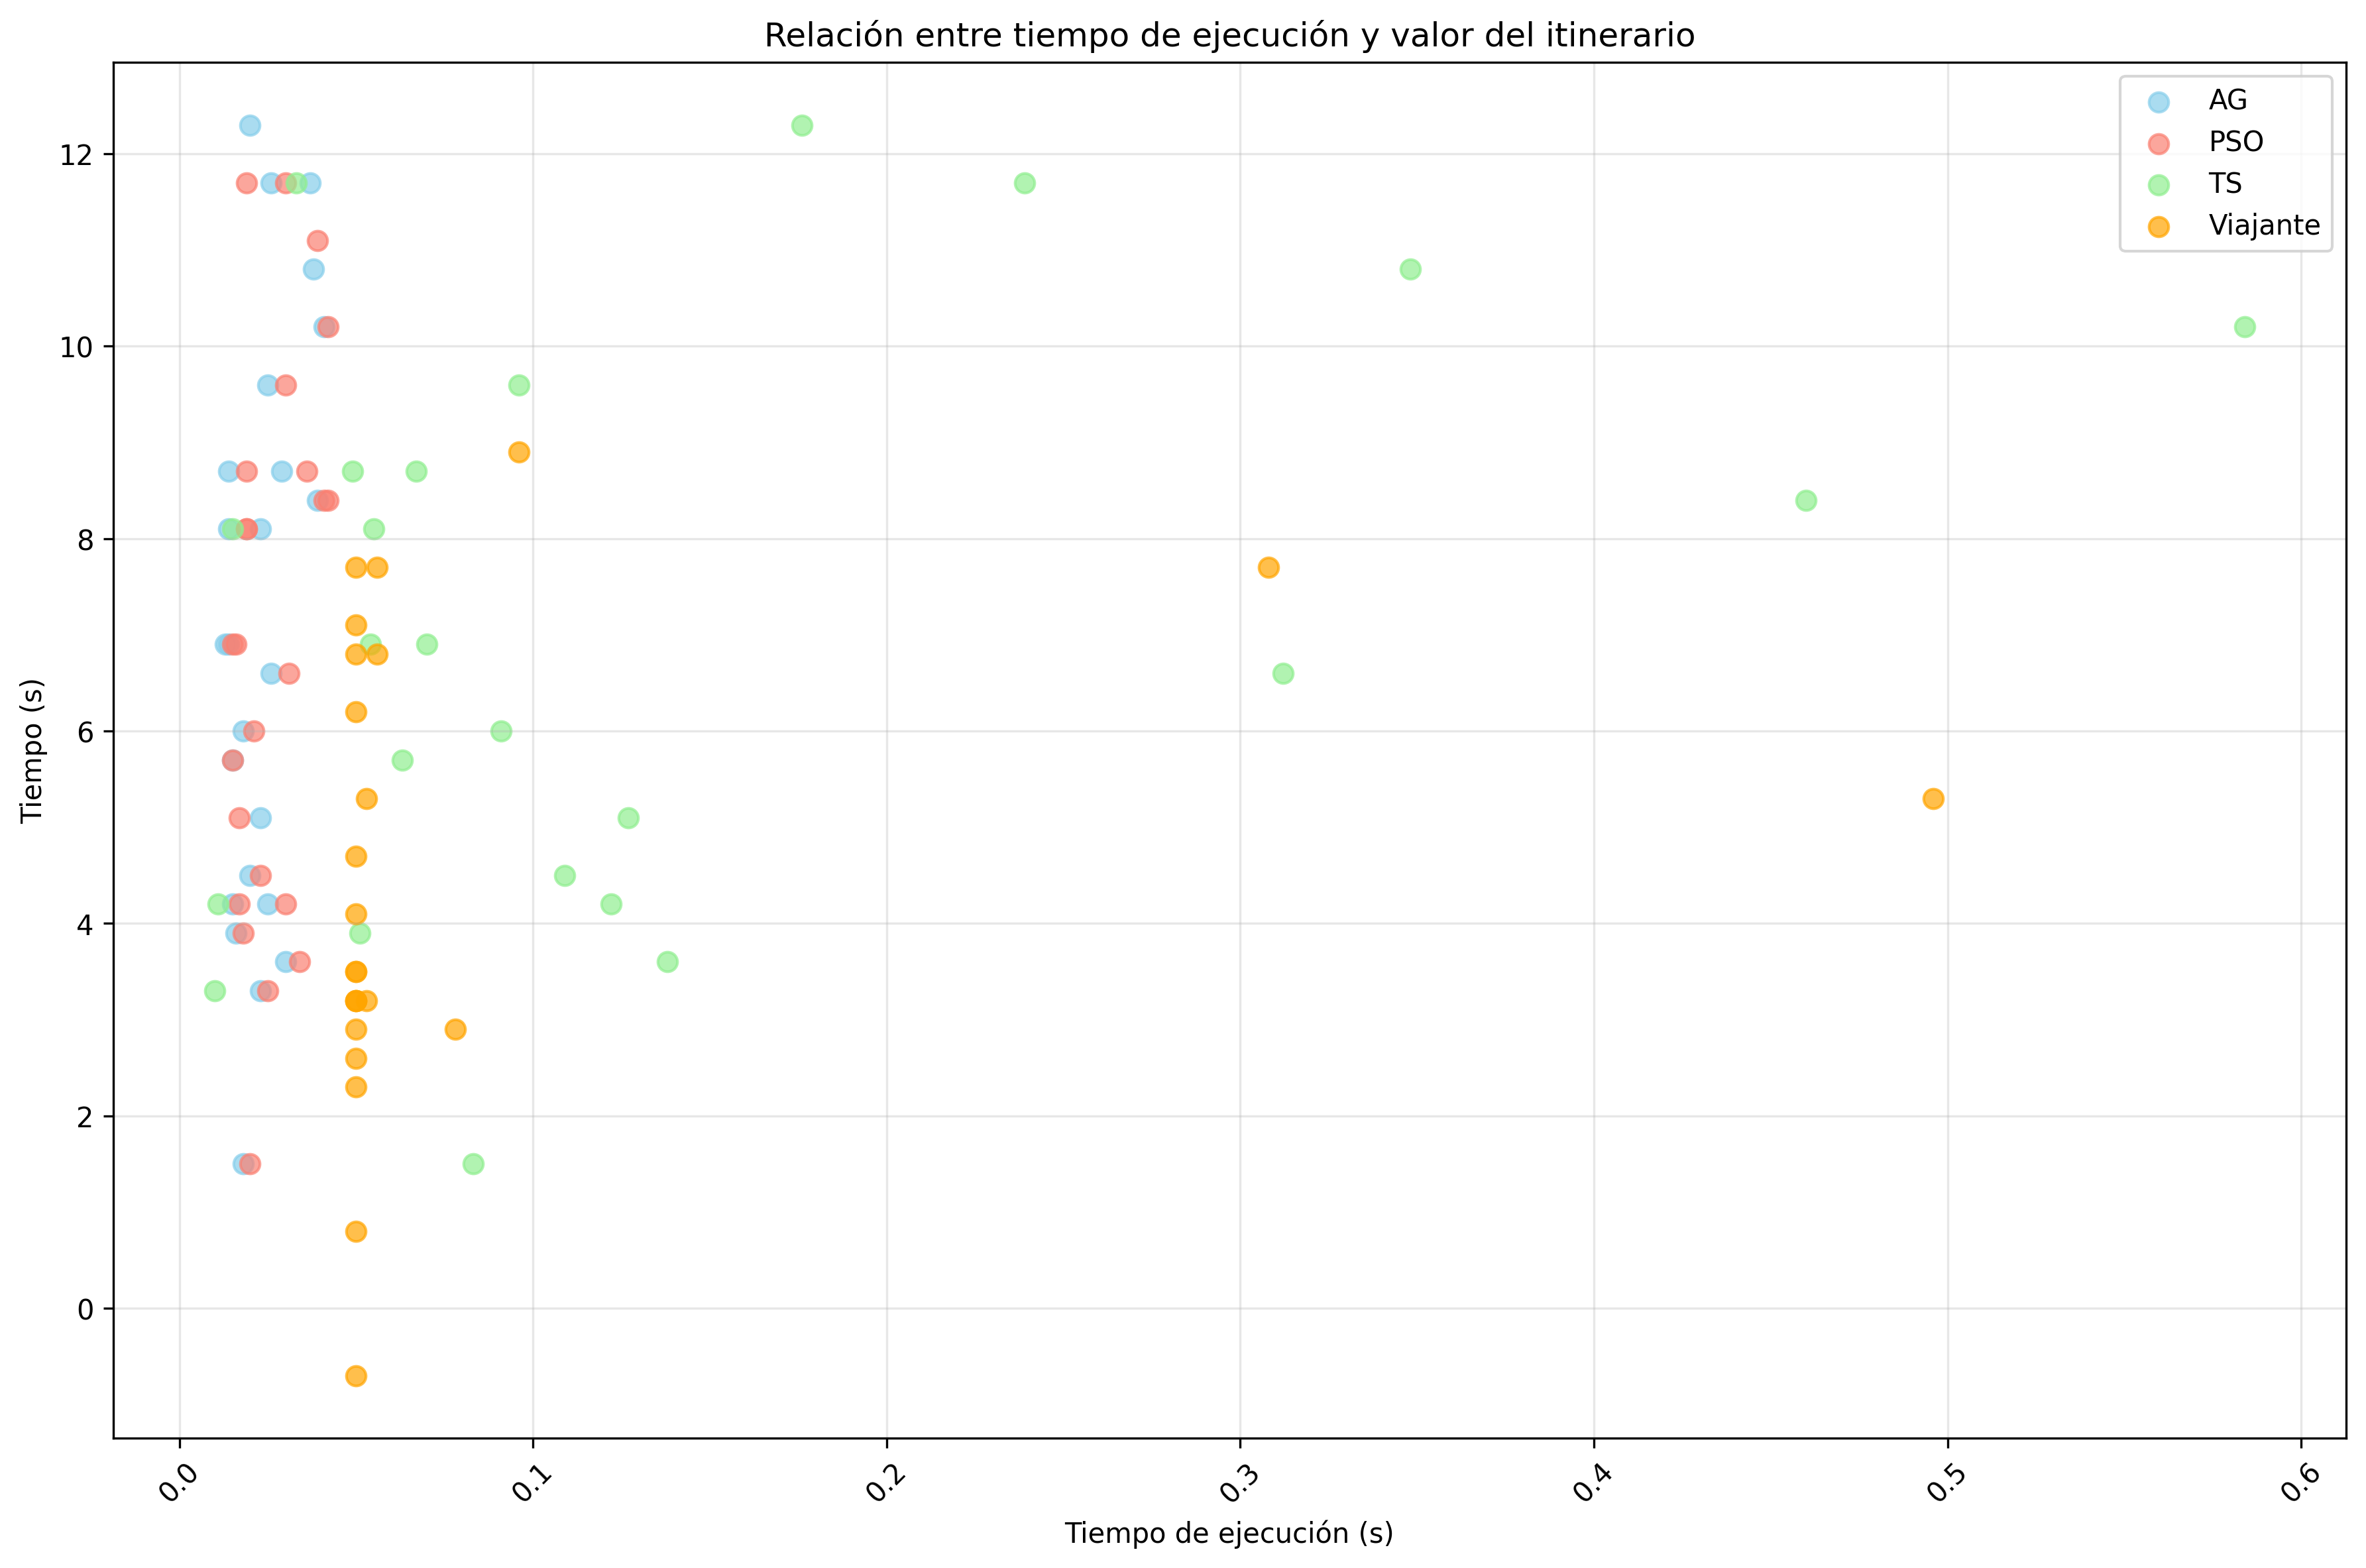 Relación entre tiempo de ejecución y valor del itinerario
AG
PSO
TS
Viajante
12
10
8
6
4
2
0
Tiempo (s)
0.0 0.1 0.2 0.3 0.4 0.5 0.6
Tiempo de ejecución (s)